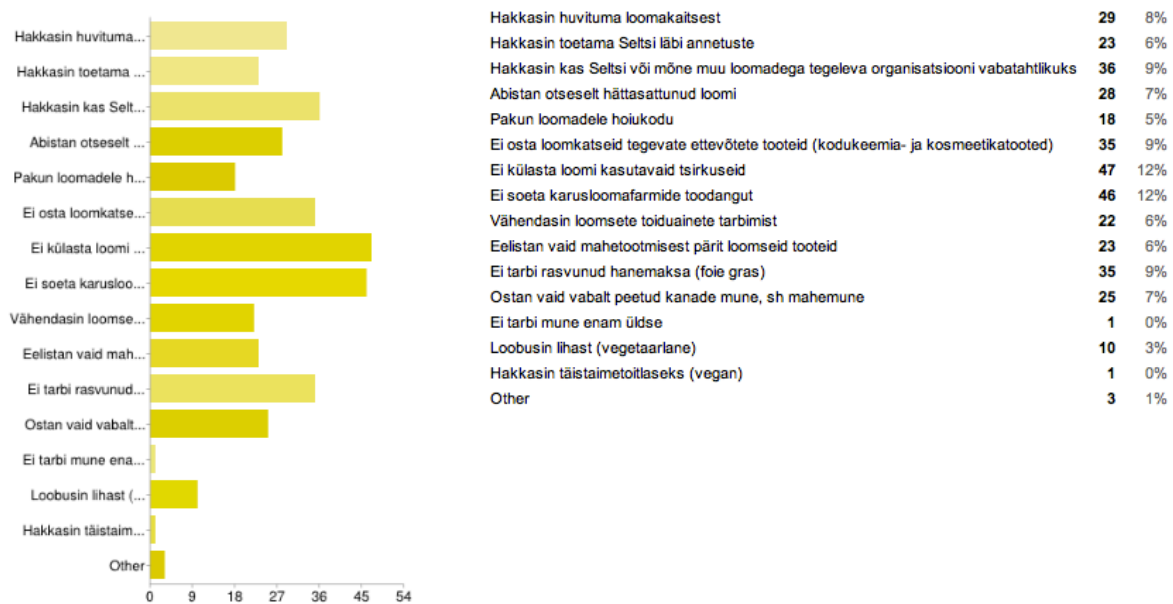 Hakkasin huvituma...
Hakkasin toetama ...
Hakkasin kas Selt...
Abistan otseselt ...
Pakun loomadele h...
Ei osta loomkatse...
Ei külasta loomi ...
Ei soeta karusloo...
Vähendasin loomse...
Eelistan vaid mah...
Ei tarbi rasvunud...
Ostan vaid vabalt...
Ei tarbi mune ena...
Loobusin lihast (...
Hakkasin täistaim...
Other
0 9 18 27 36 45 54
Hakkasin huvituma loomakaitsest 29 8%
Hakkasin toetama Seltsi läbi annetuste 23 6%
Hakkasin kas Seltsi või mõne muu loomadega tegeleva organisatsiooni vabatahtlikuks 36 9%
Abistan otseselt hättasattunud loomi 28 7%
Pakun loomadele hoiukodu 18 5%
Ei osta loomkatseid tegevate ettevõtete tooteid (kodukeemia- ja kosmeetikatooted) 35 9%
Ei külasta loomi kasutavaid tsirkuseid 47 12%
Ei soeta karusloomafarmide toodangut 46 12%
Vähendasin loomsete toiduainete tarbimist 22 6%
Eelistan vaid mahetootmisest pärit loomseid tooteid 23 6%
Ei tarbi rasvunud hanemaksa (foie gras) 35 9%
Ostan vaid vabalt peetud kanade mune, sh mahemune 25 7%
Ei tarbi mune enam üldse 1 0%
Loobusin lihast (vegetaarlane) 10 3%
Hakkasin täistaimetoitlaseks (vegan) 1 0%
Other 3 1%